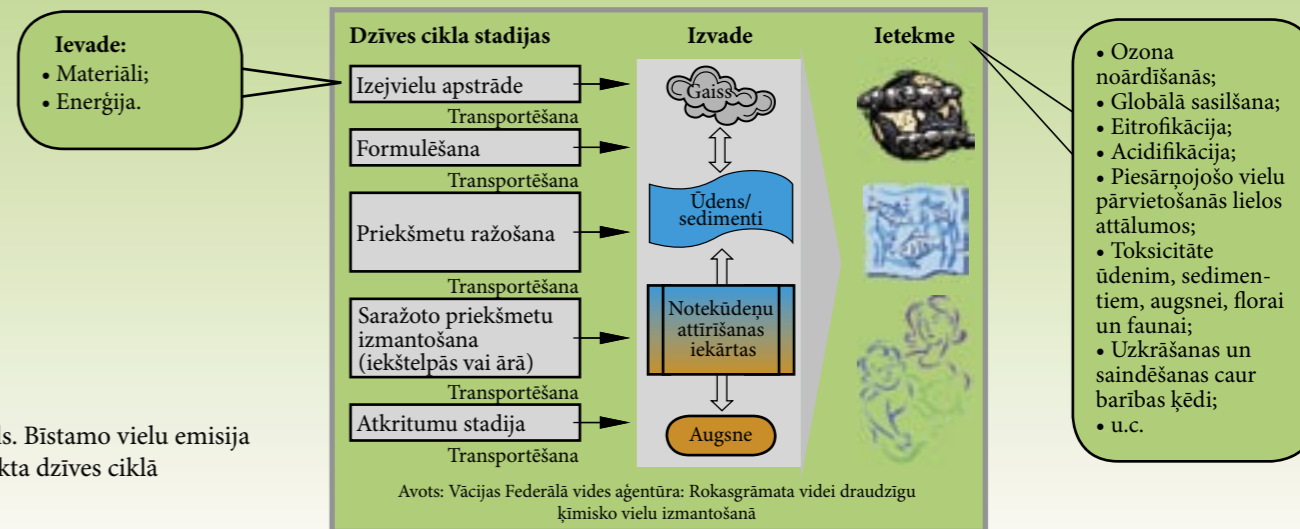 Ievade:
• Materiāli;
• Enerģija.
Dzīves cikla stadijas
Izejvielu apstrāde
Transportēšana
Formulēšana
Transportēšana
Priekšmetu ražošana
Transportēšana
Saražoto priekšmetu
izmantošana
(iekštelpās vai ārā)
Transportēšana
Atkritumu stadija
Transportēšana
Izvade
Gaiss
Ūdens/
sedimenti
Notekūdeņu
attīrīšanas
iekārtas
Augsne
Ietekme
• Ozona
noārdīšanās;
• Globālā sasilšana;
• Eitrofikācija;
• Acidifikācija;
• Piesārņojošo vielu
pārvietošanās lielos
attālumos;
• Toksicitāte
ūdenim, sedimen-
tiem, augsnei, florai
un faunai;
• Uzkrāšanas un
saindēšanas caur
barības ķēdi;
• u.c.
Avots: Vācijas Federālā vides aģentūra: Rokasgrāmata videi draudzīgu
ķīmisko vielu izmantošanā
Bīstamo vielu emisija
dzīves ciklā